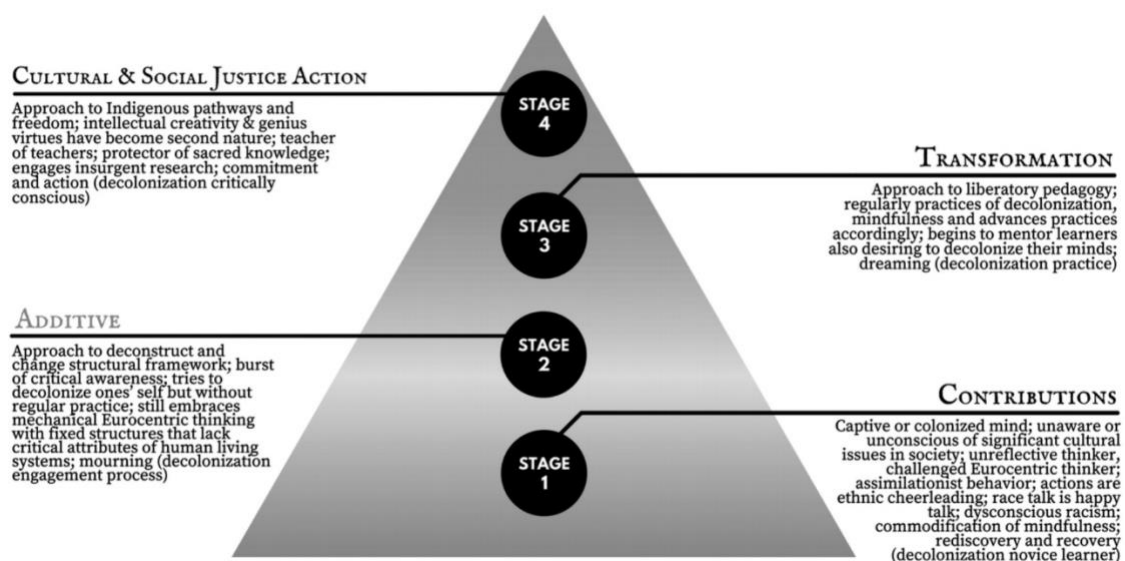 CULTURAL & SOCIAL JUSTICE ACTION
Approach to Indigenous pathways and
freedom; intellectual creativity & genius
virtues have become second nature; teacher
of teachers; protector of sacred knowledge;
engages insurgent research; commitment
and action (decolonization critically
conscious)
STAGE
4
TRANSFORMATION
Approach to liberatory pedagogy;
regularly practices of decolonization,
mindfulness and advances practices
accordingly; begins to mentor learners
also desiring to decolonize their minds;
dreaming (decolonization practice)
STAGE
3
ADDITIVE
Approach to deconstruct and
change structural framework; burst
of critical awareness; tries to
decolonize ones' self but without
regular practice; still embraces
mechanical Eurocentric thinking
with fixed structures that lack
critical attributes of human living
systems; mourning (decolonization
engagement process)
STAGE
2
CONTRIBUTIONS
Captive or colonized mind; unaware or
unconscious of significant cultural
issues in society; unreflective thinker,
challenged Eurocentric thinker;
assimilationist behavior; actions are
ethnic cheerleading; race talk is happy
talk; dysconscious racism;
commodification of mindfulness;
rediscovery and recovery
(decolonization novice learner)
STAGE
1